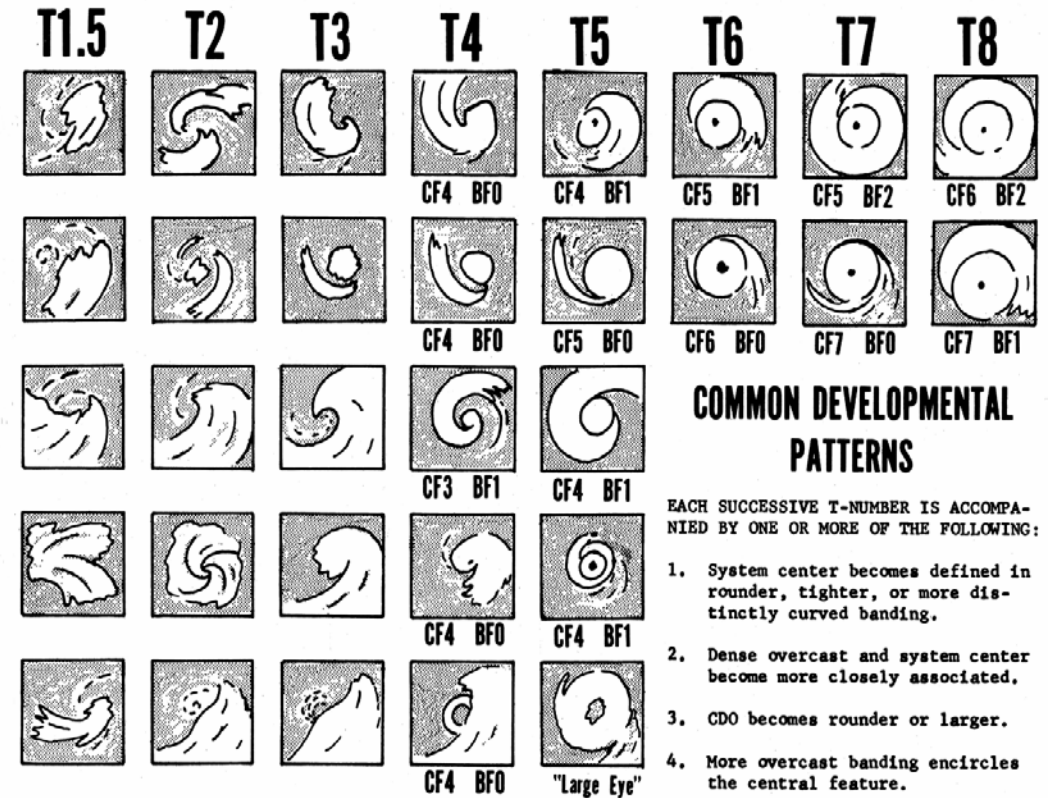 T1.5 T2 T3 T4 T5 T6 T7 T8
CF4 BF0 CF4 BF1 CF5 BF1 CF5 BF2 CF6 BF2
CF4 BF0 CF5 BF0 CF6 BF0 CF7 BF0 CF7 BF1
CF3 BF1 CF4 BF1
CF4 BF0 CF4 BF1
CF4 BF0 "Large Eye"
COMMON DEVELOPMENTAL
PATTERNS
EACH SUCCESSIVE T-NUMBER IS ACCOMPA-
NIED BY ONE OR MORE OF THE FOLLOWING:
1. System center becomes defined in
rounder, tighter, or more dis-
tinctly curved banding.
2. Dense overcast and system center
become more closely associated.
3. CDO becomes rounder or larger.
4. More overcast banding encircles
the central feature.